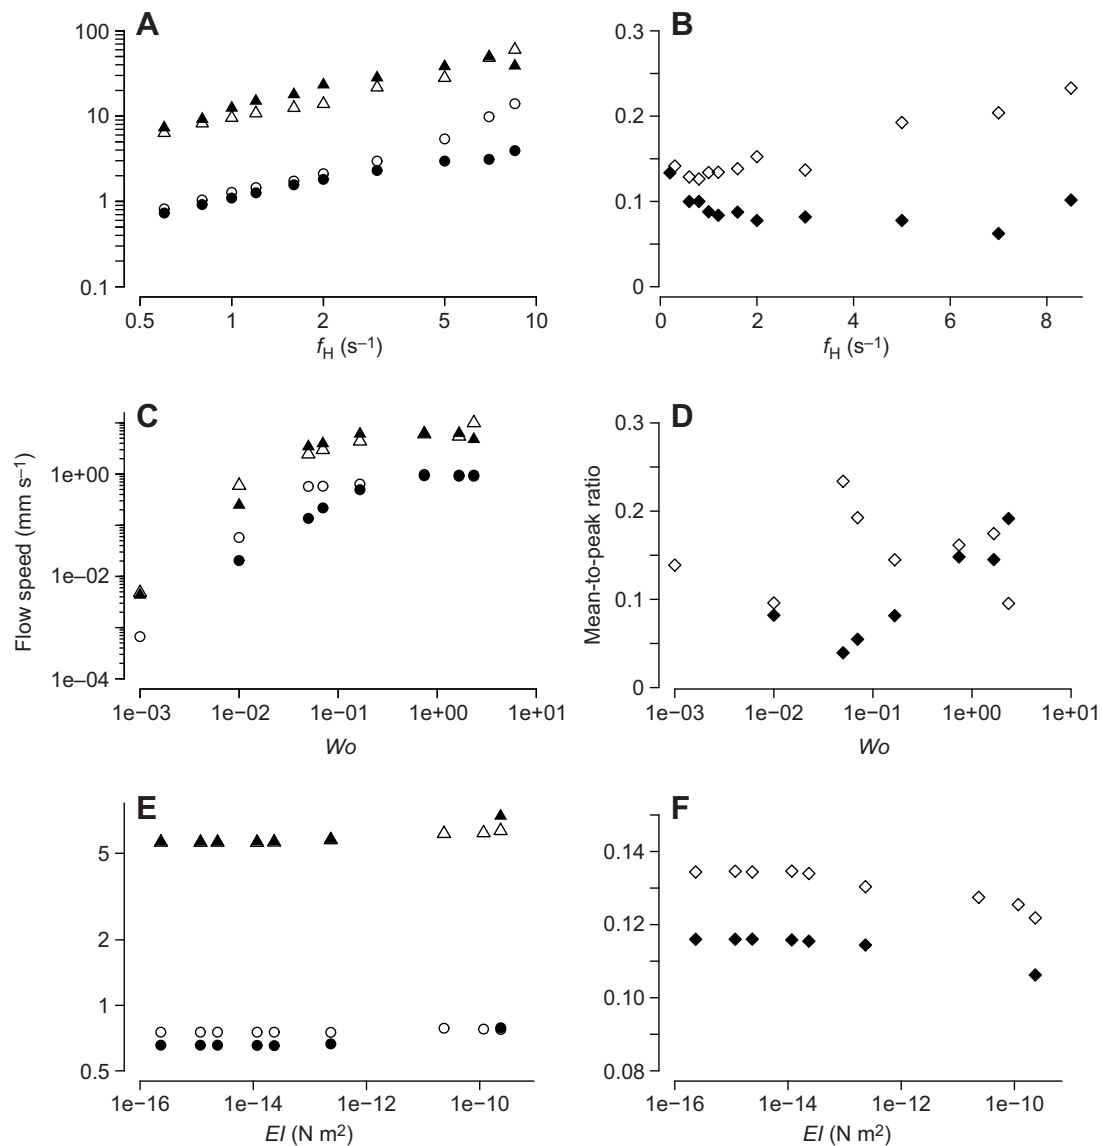 A
100
10
1
0.1
0.5 1 2 5 10
fH (s–1)
B
0.3
0.2
0.1
0
0 2 4 6 8
fH (s–1)
C
Flow speed (mm s–1)
1e+00
1e–02
1e–04
1e–03 1e–02 1e–01 1e+00 1e+01
Wo
D
Mean-to-peak ratio
0.3
0.2
0.1
0
1e–03 1e–02 1e–01 1e+00 1e+01
Wo
E
5
2
1
0.5
1e–16 1e–14 1e–12 1e–10
EI (N m2)
F
0.14
0.12
0.10
0.08
1e–16 1e–14 1e–12 1e–10
EI (N m2)